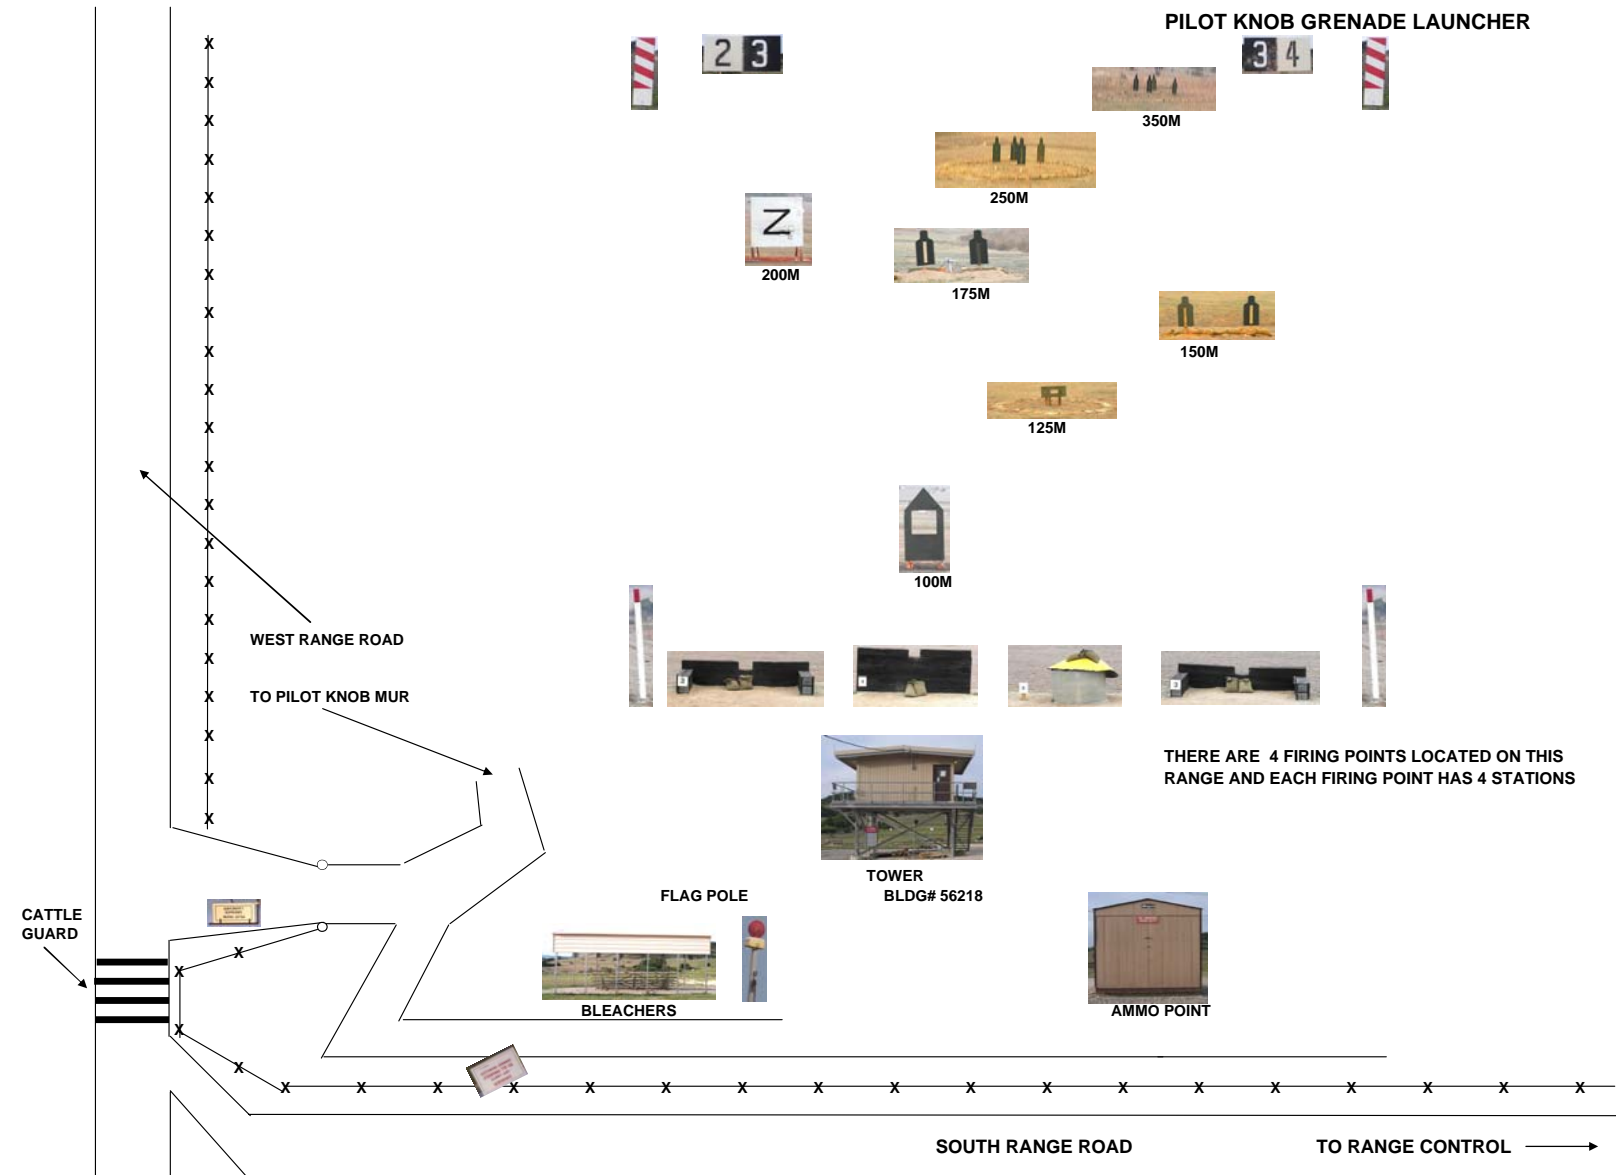 PILOT KNOB GRENADE LAUNCHER
2 3
3 4
350M
250M
N
200M
175M
150M
125M
100M
WEST RANGE ROAD
TO PILOT KNOB MUR
THERE ARE 4 FIRING POINTS LOCATED ON THIS
RANGE AND EACH FIRING POINT HAS 4 STATIONS
TOWER
BLDG# 56218
FLAG POLE
CATTLE
GUARD
BLEACHERS
AMMO POINT
SOUTH RANGE ROAD
TO RANGE CONTROL